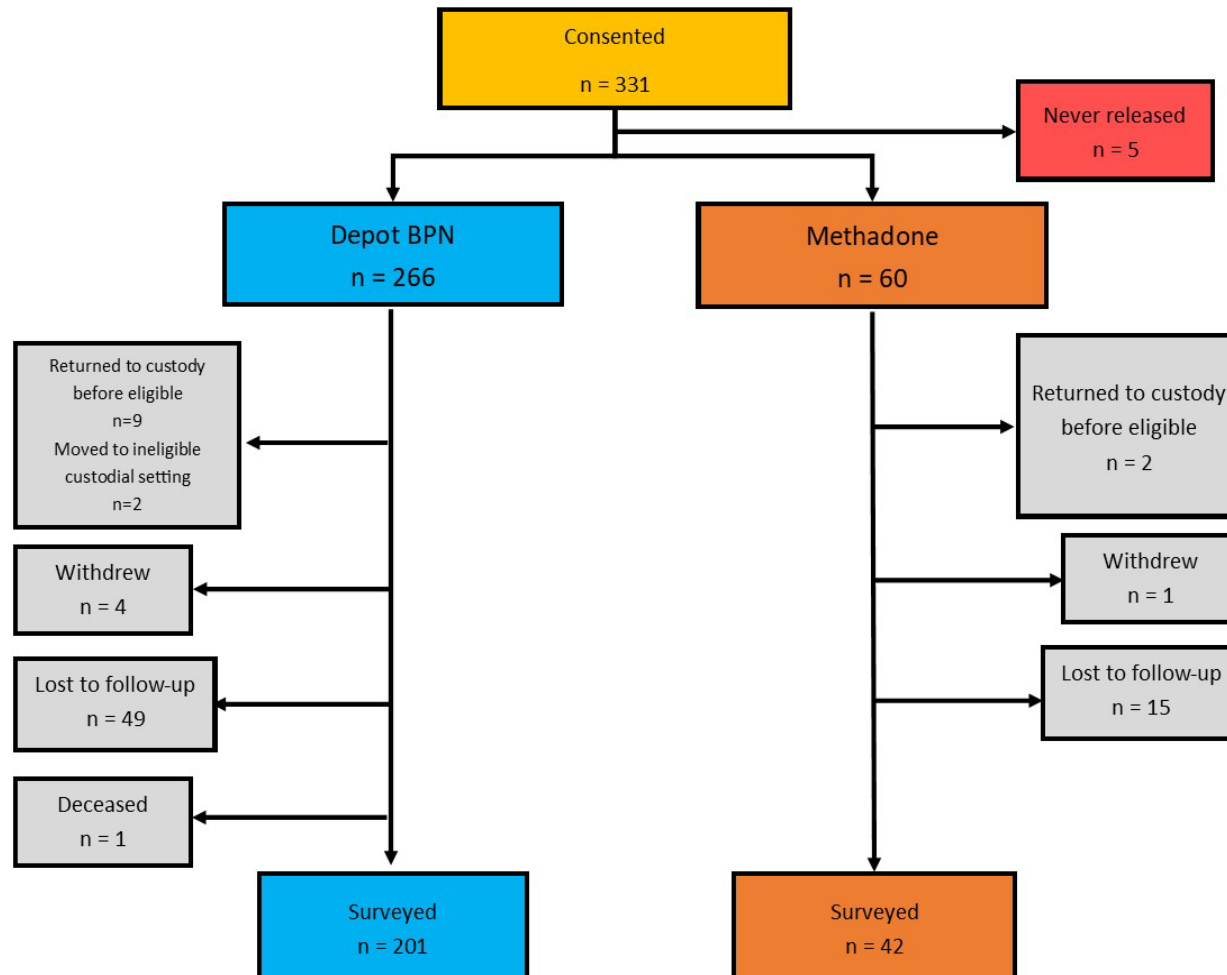 Consented
n = 331
Never released
n = 5
Depot BPN
n = 266
Methadone
n = 60
Returned to custody
before eligible
n=9
Moved to ineligible
custodial setting
n=2
Returned to custody
before eligible
n = 2
Withdrew
n = 4
Withdrew
n = 1
Lost to follow-up
n = 49
Lost to follow-up
n = 15
Deceased
n = 1
Surveyed
n = 201
Surveyed
n = 42